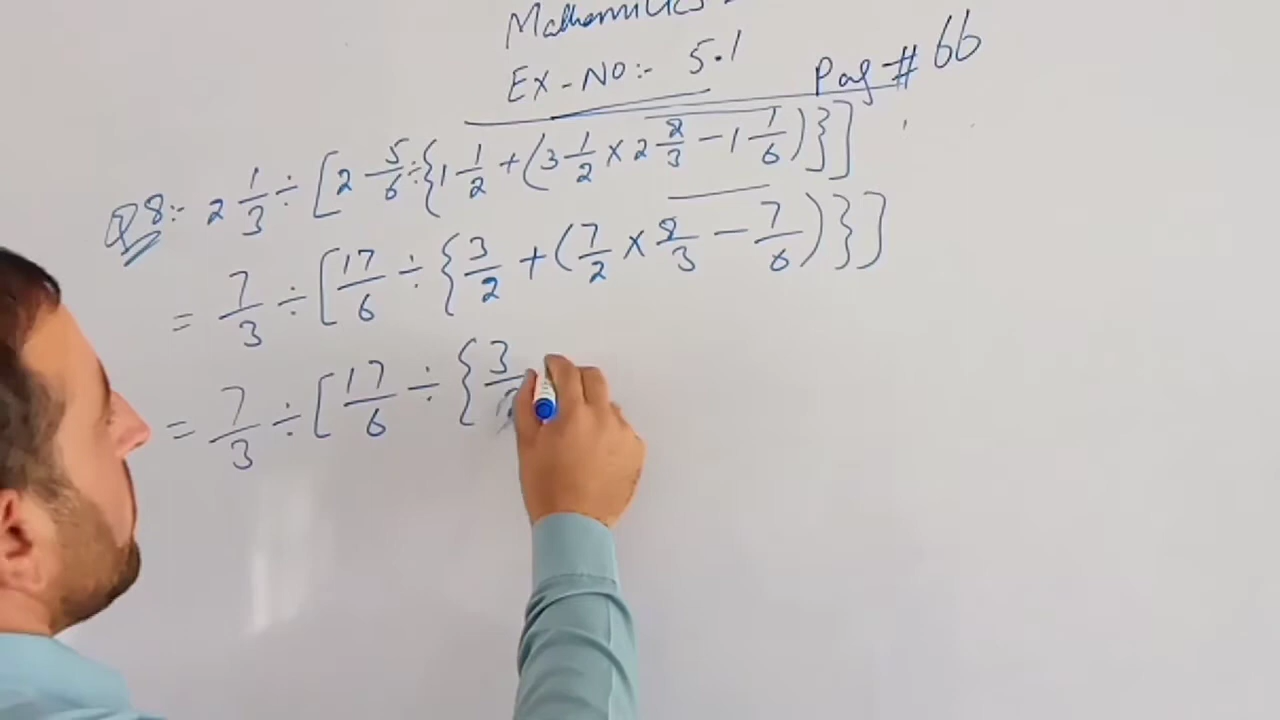 Mathematics
Ex-No:- 5.1
Pag # 66
Q8:- 2 1/3 ÷ [2 5/6 ÷ {1 1/2 + (3 1/2 × 2 8/3 − 1 1/6)}]
= 7/3 ÷ [17/6 ÷ {3/2 + (7/2 × 8/3 − 7/6)}]
= 7/3 ÷ [17/6 ÷ {3/2